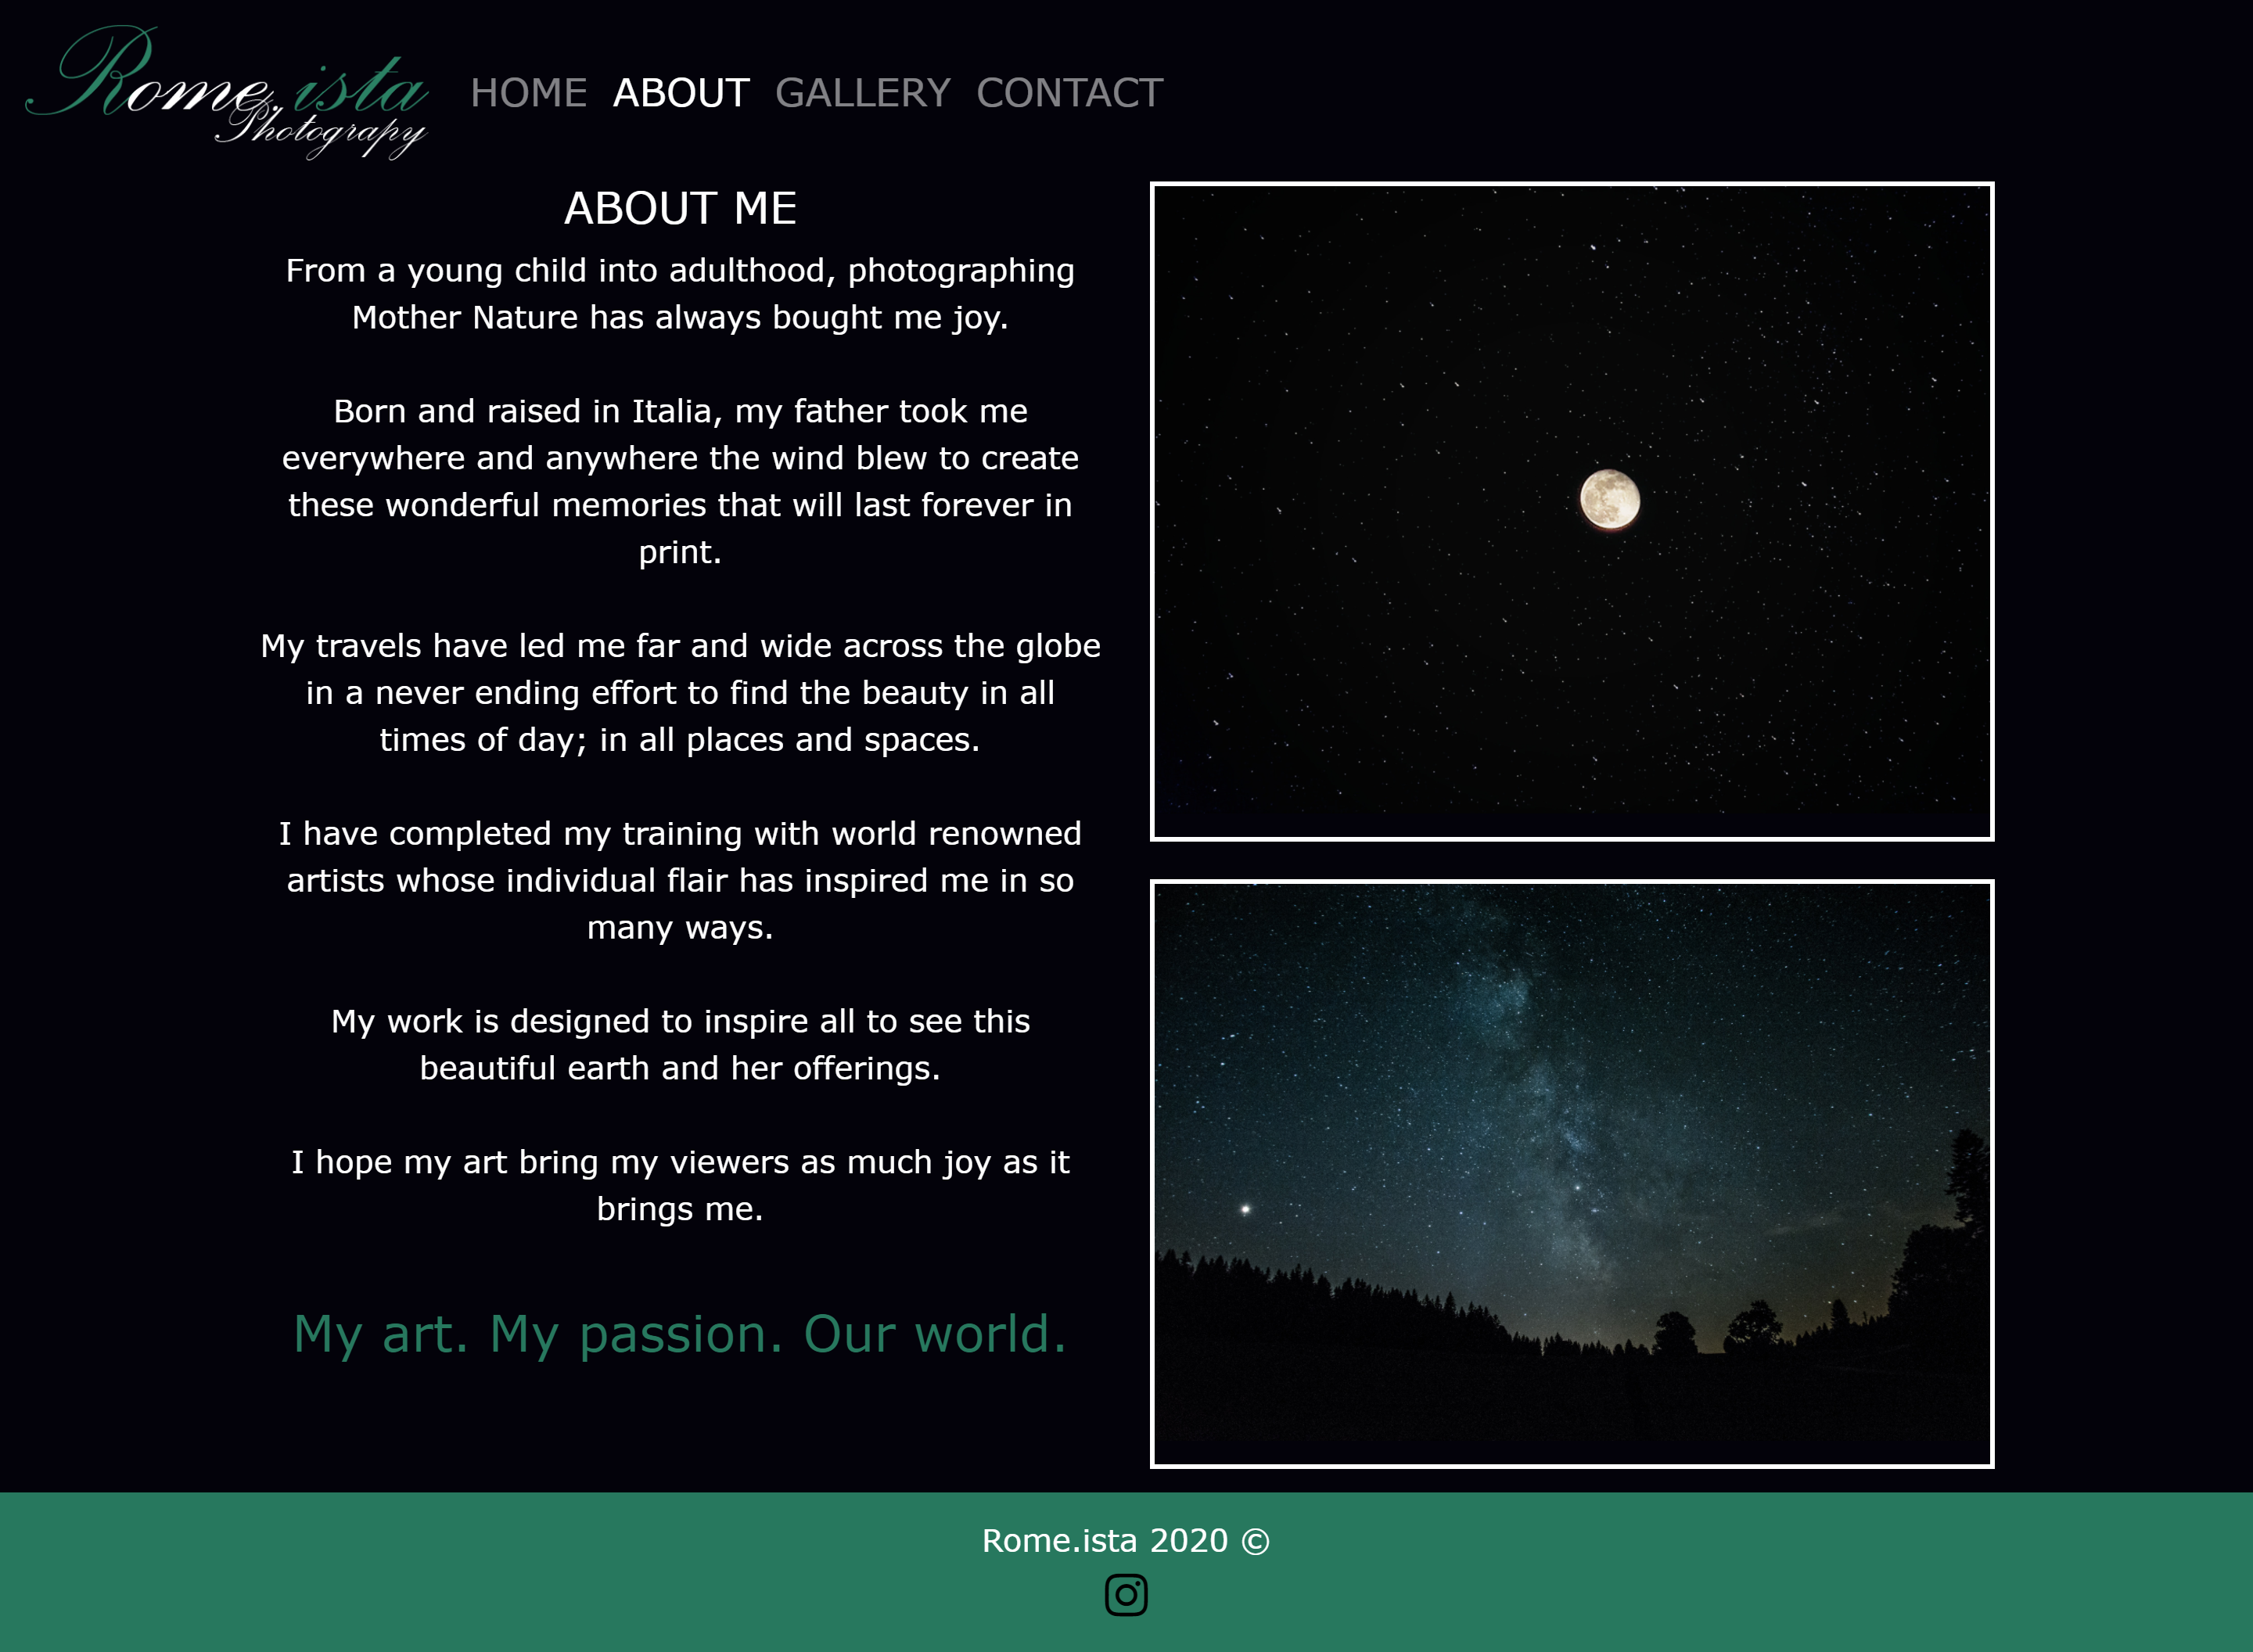 Rome.ista
Photograpy
HOME ABOUT GALLERY CONTACT
ABOUT ME
From a young child into adulthood, photographing
Mother Nature has always bought me joy.
Born and raised in Italia, my father took me
everywhere and anywhere the wind blew to create
these wonderful memories that will last forever in
print.
My travels have led me far and wide across the globe
in a never ending effort to find the beauty in all
times of day; in all places and spaces.
I have completed my training with world renowned
artists whose individual flair has inspired me in so
many ways.
My work is designed to inspire all to see this
beautiful earth and her offerings.
I hope my art bring my viewers as much joy as it
brings me.
My art. My passion. Our world.
Rome.ista 2020 ©